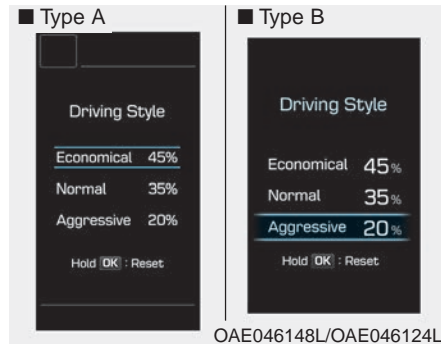 ■ Type A
Driving Style
Economical 45%
Normal 35%
Aggressive 20%
Hold OK : Reset
■ Type B
Driving Style
Economical 45%
Normal 35%
Aggressive 20%
Hold OK : Reset
OAE046148L/OAE046124L